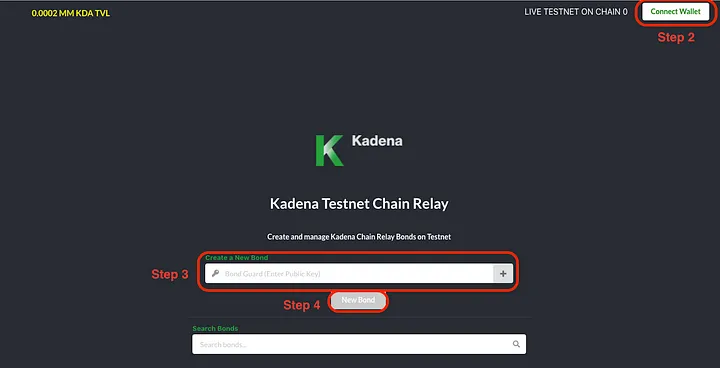 0.0002 MM KDA TVL
LIVE TESTNET ON CHAIN 0
Connect Wallet
Step 2
Kadena
Kadena Testnet Chain Relay
Create and manage Kadena Chain Relay Bonds on Testnet
Create a New Bond
Step 3
Bond Guard (Enter Public Key)
Step 4
New Bond
Search Bonds
Search bonds...